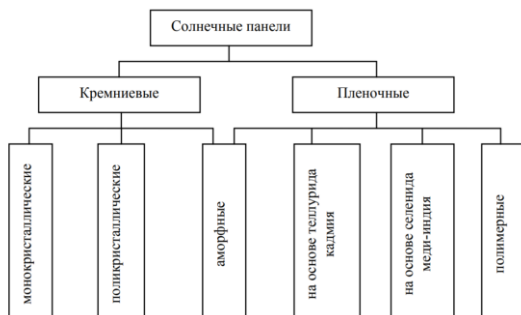 Солнечные панели
Кремниевые
Пленочные
монокристаллические
поликристаллические
аморфные
на основе теллурида
кадмия
на основе селенида
меди-индия
полимерные